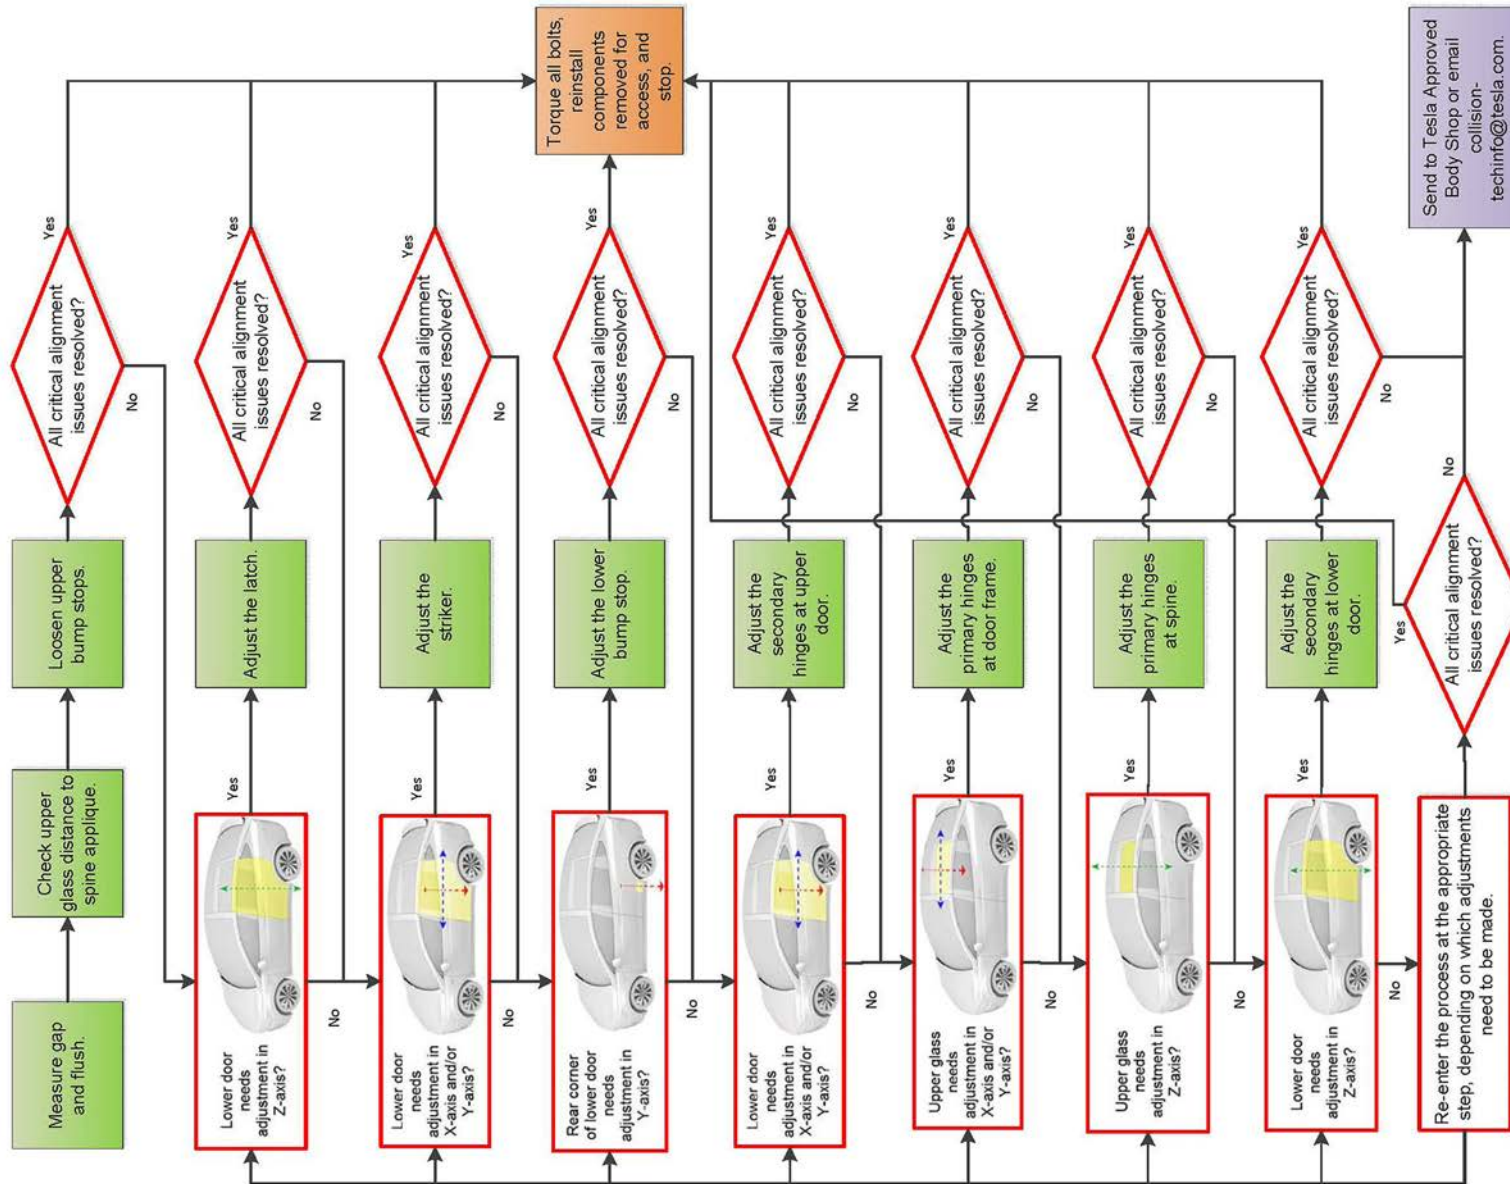 Measure gap
and flush.
Check upper
glass distance to
spine applique.
Loosen upper
bump stops.
All critical alignment
issues resolved?
Yes
No
Lower door
needs
adjustment in
Z-axis?
Yes
No
Adjust the latch.
All critical alignment
issues resolved?
Yes
No
Lower door
needs
adjustment in
X-axis and/or
Y-axis?
Yes
No
Adjust the
striker.
All critical alignment
issues resolved?
Yes
No
Rear corner
of lower door
needs
adjustment in
Y-axis?
Yes
No
Adjust the lower
bump stop.
All critical alignment
issues resolved?
Yes
No
Torque all bolts,
reinstall
components
removed for
access, and
stop.
Lower door
needs
adjustment in
X-axis and/or
Y-axis?
Yes
No
Adjust the
secondary
hinges at upper
door.
All critical alignment
issues resolved?
Yes
No
Upper glass
needs
adjustment in
X-axis and/or
Y-axis?
Yes
No
Adjust the
primary hinges
at door frame.
All critical alignment
issues resolved?
Yes
No
Upper glass
needs
adjustment in
Z-axis?
Yes
No
Adjust the
primary hinges
at spine.
All critical alignment
issues resolved?
Yes
No
Lower door
needs
adjustment in
Z-axis?
Yes
No
Adjust the
secondary
hinges at lower
door.
All critical alignment
issues resolved?
Yes
No
Re-enter the process at the appropriate
step, depending on which adjustments
need to be made.
All critical alignment
issues resolved?
Yes
No
Send to Tesla Approved
Body Shop or email
collision-
techinfo@tesla.com.